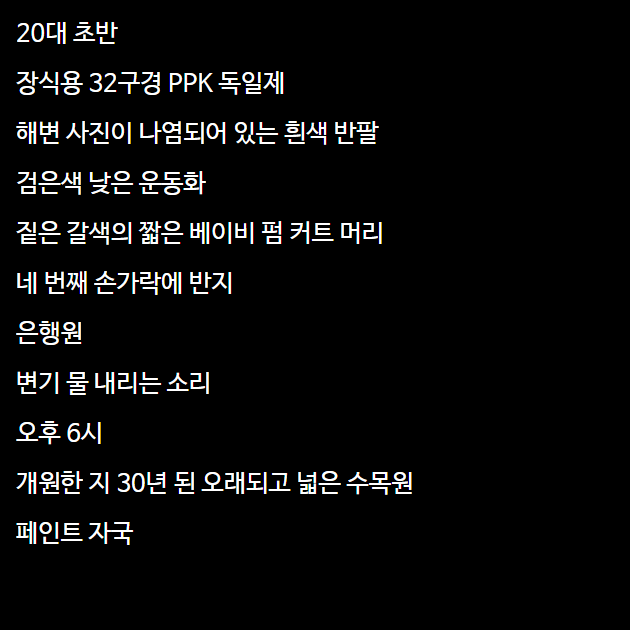 20대 초반
장식용 32구경 PPK 독일제
해변 사진이 나염되어 있는 흰색 반팔
검은색 낮은 운동화
짙은 갈색의 짧은 베이비 펌 커트 머리
네 번째 손가락에 반지
은행원
변기 물 내리는 소리
오후 6시
개원한 지 30년 된 오래되고 넓은 수목원
페인트 자국